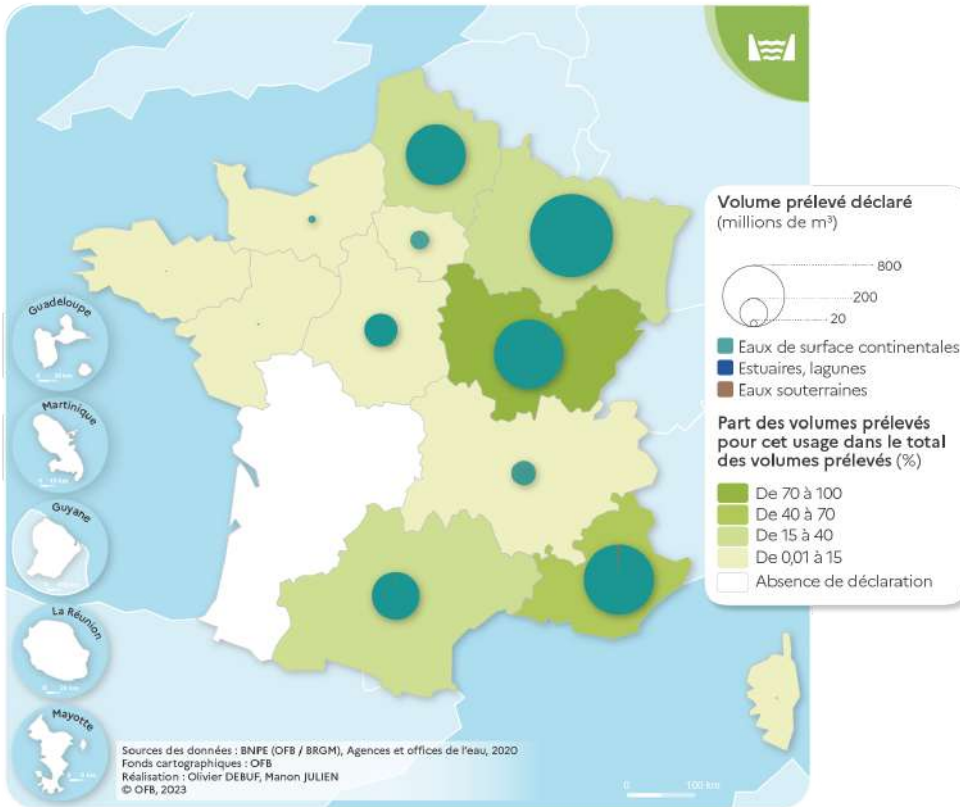 Guadeloupe
Martinique
Guyane
La Réunion
Mayotte
Volume prélevé déclaré
(millions de m³)
800
200
20
Eaux de surface continentales
Estuaires, lagunes
Eaux souterraines
Part des volumes prélevés
pour cet usage dans le total
des volumes prélevés (%)
De 70 à 100
De 40 à 70
De 15 à 40
De 0,01 à 15
Absence de déclaration
Sources des données : BNPE (OFB / BRGM), Agences et offices de l'eau, 2020
Fonds cartographiques : OFB
Réalisation : Olivier DEBUF, Manon JULIEN
© OFB, 2023
0 100 km